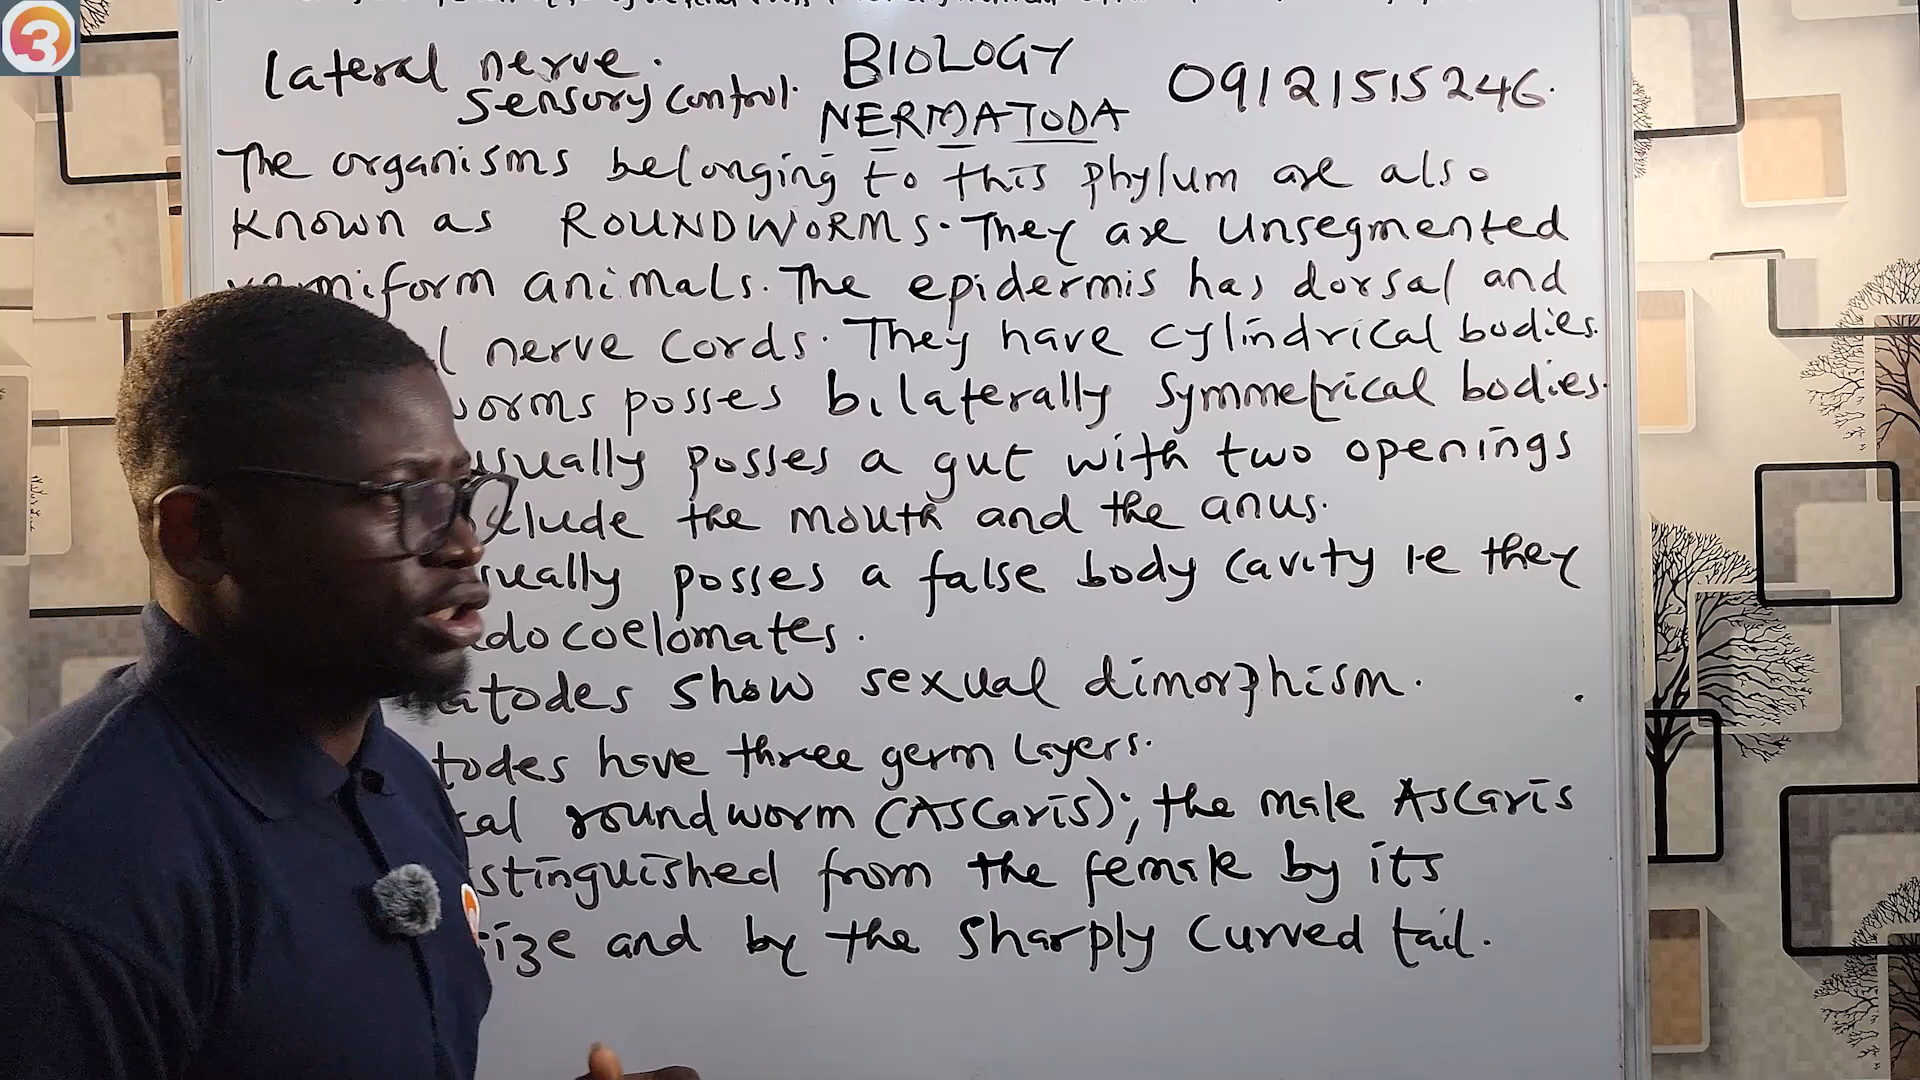 3
lateral nerve.
sensory control.
BIOLOGY
09121515246.
NERMATODA
The organisms belonging to this phylum are also
known as ROUNDWORMS. They are unsegmented
vermiform animals. The epidermis has dorsal and
nerve cords. They have cylindrical bodies.
orms posses bilaterally symmetrical bodies.
usually posses a gut with two openings
clude the mouth and the anus.
sually posses a false body cavity i.e they
docoelomates.
atodes show sexual dimorphism.
todes have three germ layers.
cal roundworm (Ascaris); the male Ascaris
stinguished from the female by its
size and by the sharply curved tail.